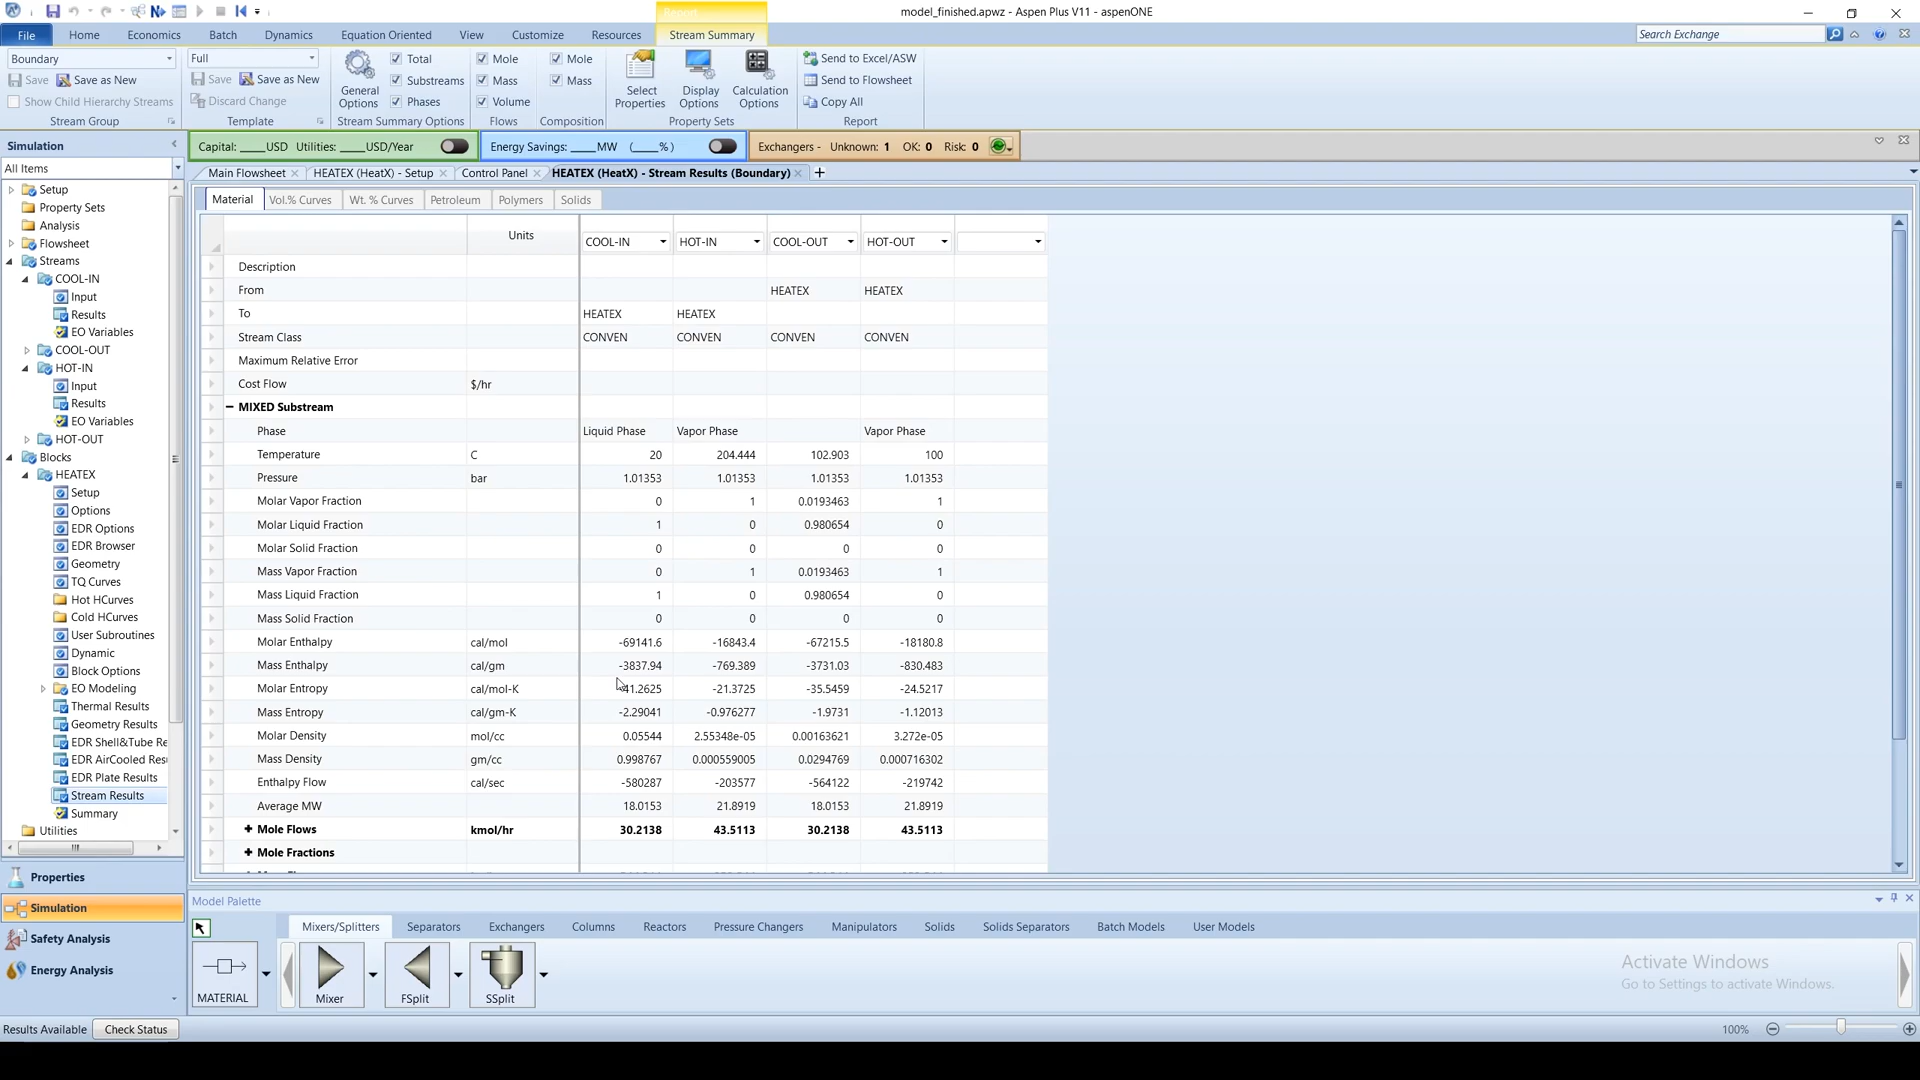 model_finished.apwz - Aspen Plus V11 - aspenONE
Report
File Home Economics Batch Dynamics Equation Oriented View Customize Resources Stream Summary Search Exchange
Boundary Full
Save Save as New Save Save as New
Show Child Hierarchy Streams Discard Change
Stream Group Template
General Options
Total Substreams Phases
Stream Summary Options
Mole Mass Volume
Flows
Mole Mass
Composition
Select Properties Display Options Calculation Options
Property Sets
Send to Excel/ASW
Send to Flowsheet
Copy All
Report
Simulation
All Items
Setup
Property Sets
Analysis
Flowsheet
Streams
COOL-IN
Input
Results
EO Variables
COOL-OUT
HOT-IN
Input
Results
EO Variables
HOT-OUT
Blocks
HEATEX
Setup
Options
EDR Options
EDR Browser
Geometry
TQ Curves
Hot HCurves
Cold HCurves
User Subroutines
Dynamic
Block Options
EO Modeling
Thermal Results
Geometry Results
EDR Shell&Tube Re
EDR AirCooled Res
EDR Plate Results
Stream Results
Summary
Utilities
Properties
Simulation
Safety Analysis
Energy Analysis
Capital: ____USD Utilities: ____USD/Year Energy Savings: ____MW (____%) Exchangers - Unknown: 1 OK: 0 Risk: 0
Main Flowsheet HEATEX (HeatX) - Setup Control Panel HEATEX (HeatX) - Stream Results (Boundary) +
Material Vol.% Curves Wt. % Curves Petroleum Polymers Solids
Units COOL-IN HOT-IN COOL-OUT HOT-OUT
Description
From HEATEX HEATEX
To HEATEX HEATEX
Stream Class CONVEN CONVEN CONVEN CONVEN
Maximum Relative Error
Cost Flow $/hr
MIXED Substream
Phase Liquid Phase Vapor Phase Vapor Phase
Temperature C 20 204.444 102.903 100
Pressure bar 1.01353 1.01353 1.01353 1.01353
Molar Vapor Fraction 0 1 0.0193463 1
Molar Liquid Fraction 1 0 0.980654 0
Molar Solid Fraction 0 0 0 0
Mass Vapor Fraction 0 1 0.0193463 1
Mass Liquid Fraction 1 0 0.980654 0
Mass Solid Fraction 0 0 0 0
Molar Enthalpy cal/mol -69141.6 -16843.4 -67215.5 -18180.8
Mass Enthalpy cal/gm -3837.94 -769.389 -3731.03 -830.483
Molar Entropy cal/mol-K 41.2625 -21.3725 -35.5459 -24.5217
Mass Entropy cal/gm-K -2.29041 -0.976277 -1.9731 -1.12013
Molar Density mol/cc 0.05544 2.55348e-05 0.00163621 3.272e-05
Mass Density gm/cc 0.998767 0.000559005 0.0294769 0.000716302
Enthalpy Flow cal/sec -580287 -203577 -564122 -219742
Average MW 18.0153 21.8919 18.0153 21.8919
Mole Flows kmol/hr 30.2138 43.5113 30.2138 43.5113
Mole Fractions
Model Palette
Mixers/Splitters Separators Exchangers Columns Reactors Pressure Changers Manipulators Solids Solids Separators Batch Models User Models
MATERIAL Mixer FSplit SSplit
Activate Windows
Go to Settings to activate Windows.
Results Available Check Status 100%